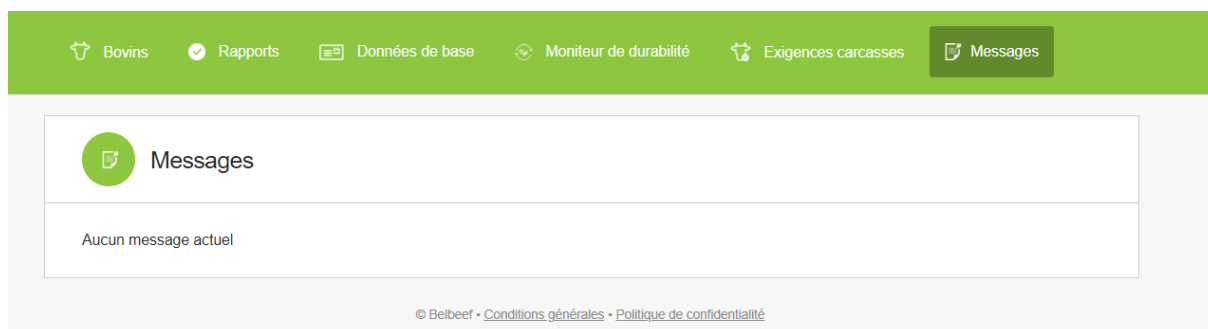 Bovins Rapports Données de base Moniteur de durabilité Exigences carcasses Messages
Messages
Aucun message actuel
© Belbeef • Conditions générales • Politique de confidentialité